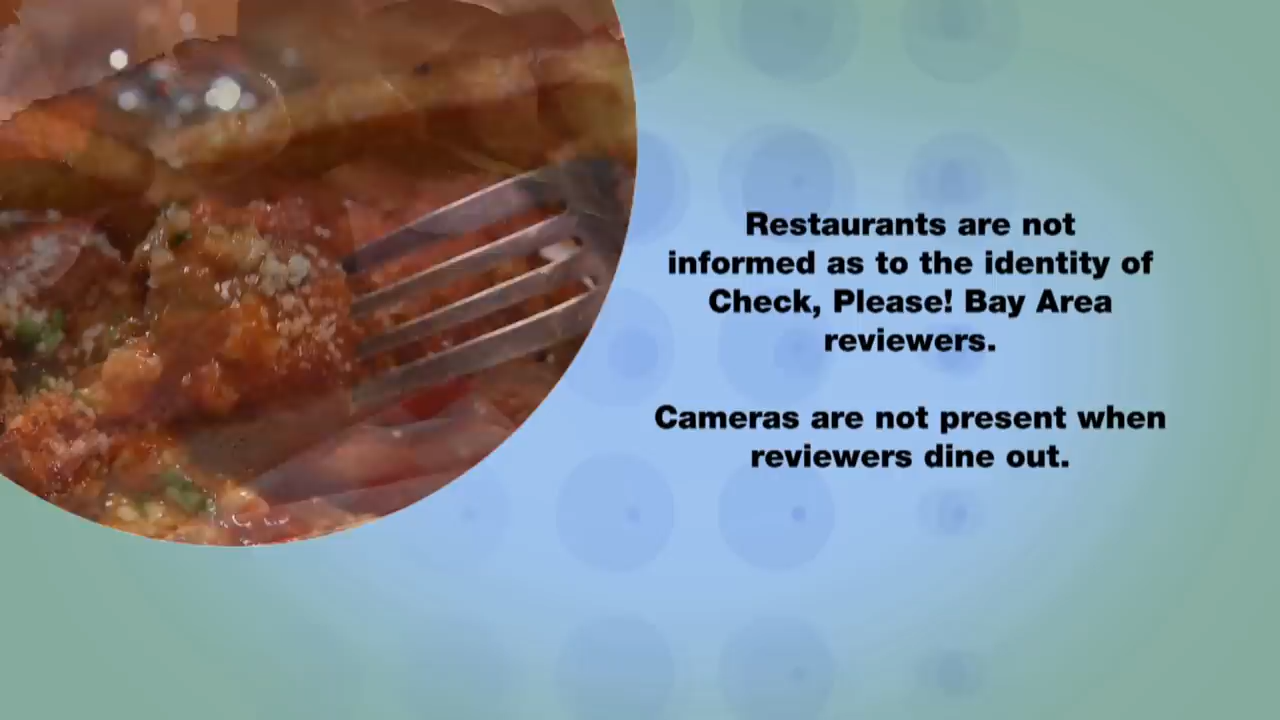 Restaurants are not
informed as to the identity of
Check, Please! Bay Area
reviewers.
Cameras are not present when
reviewers dine out.